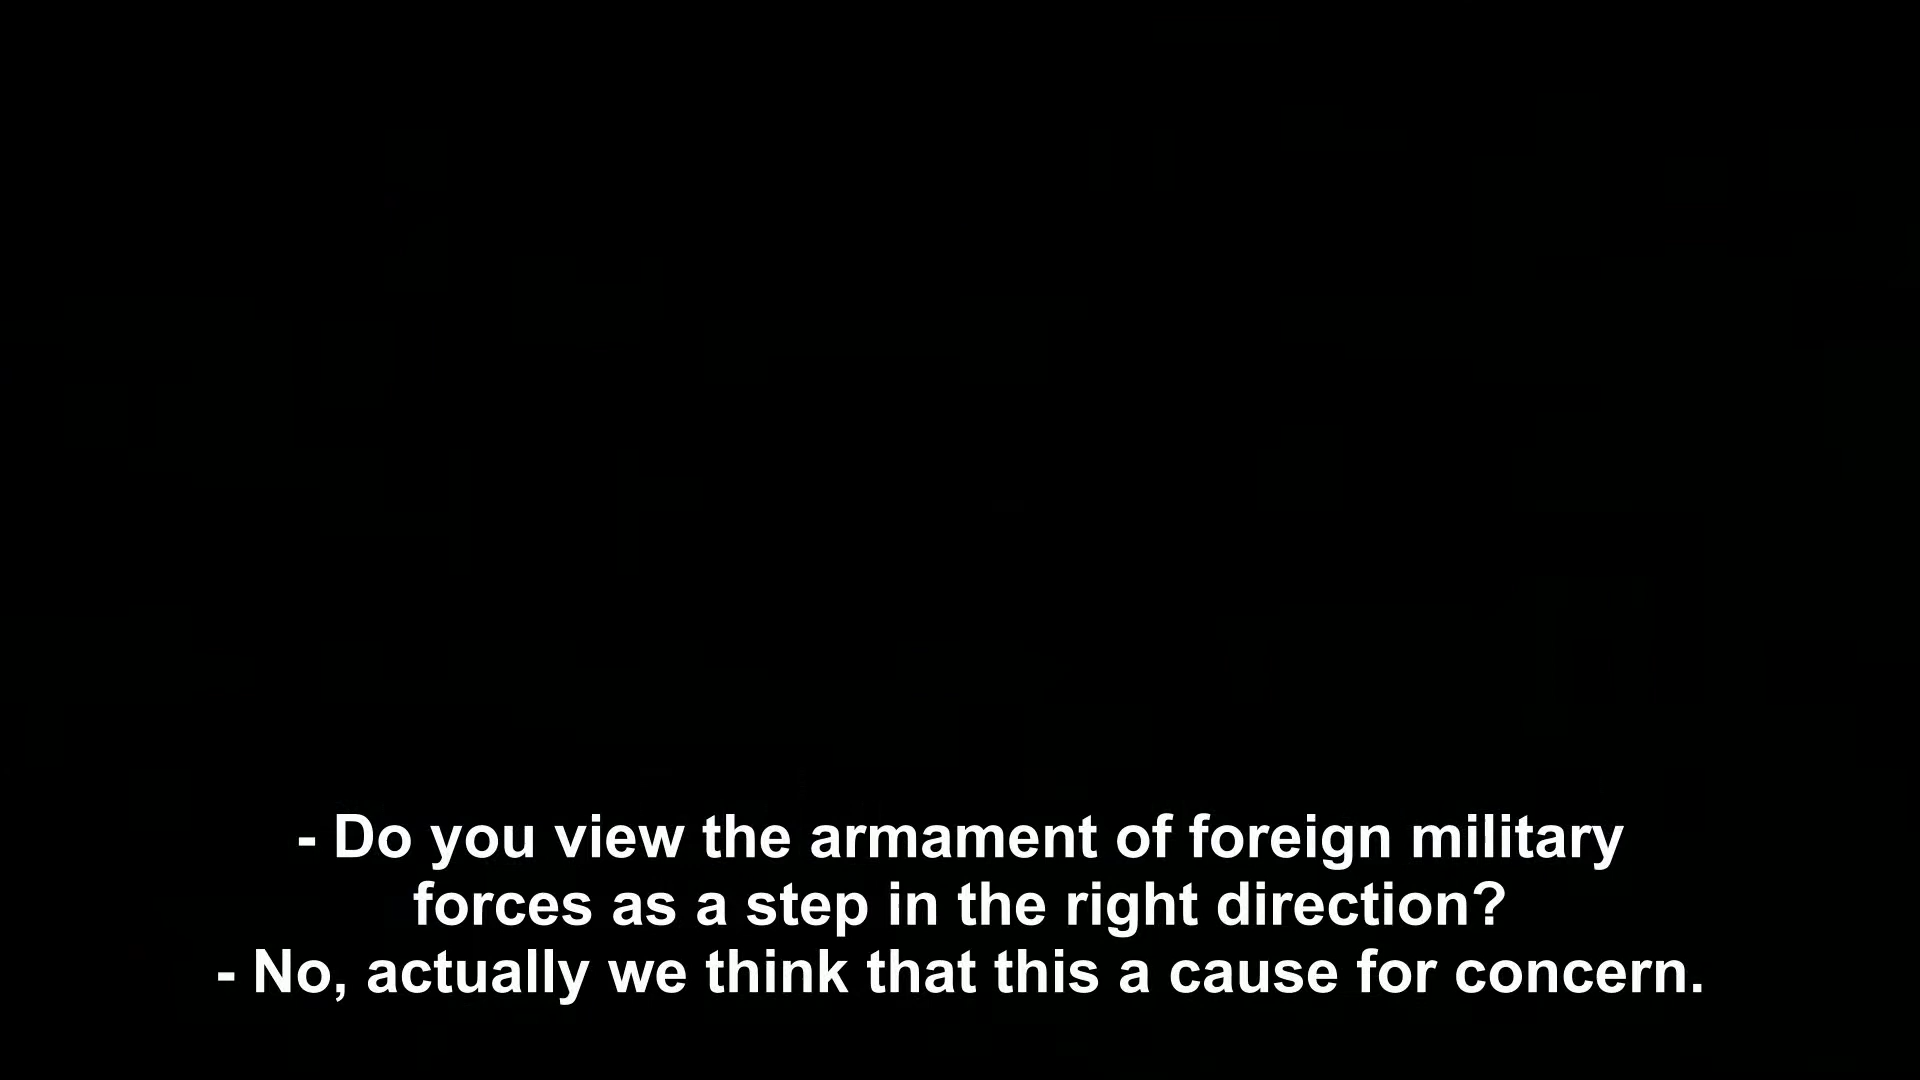 - Do you view the armament of foreign military
forces as a step in the right direction?
- No, actually we think that this a cause for concern.